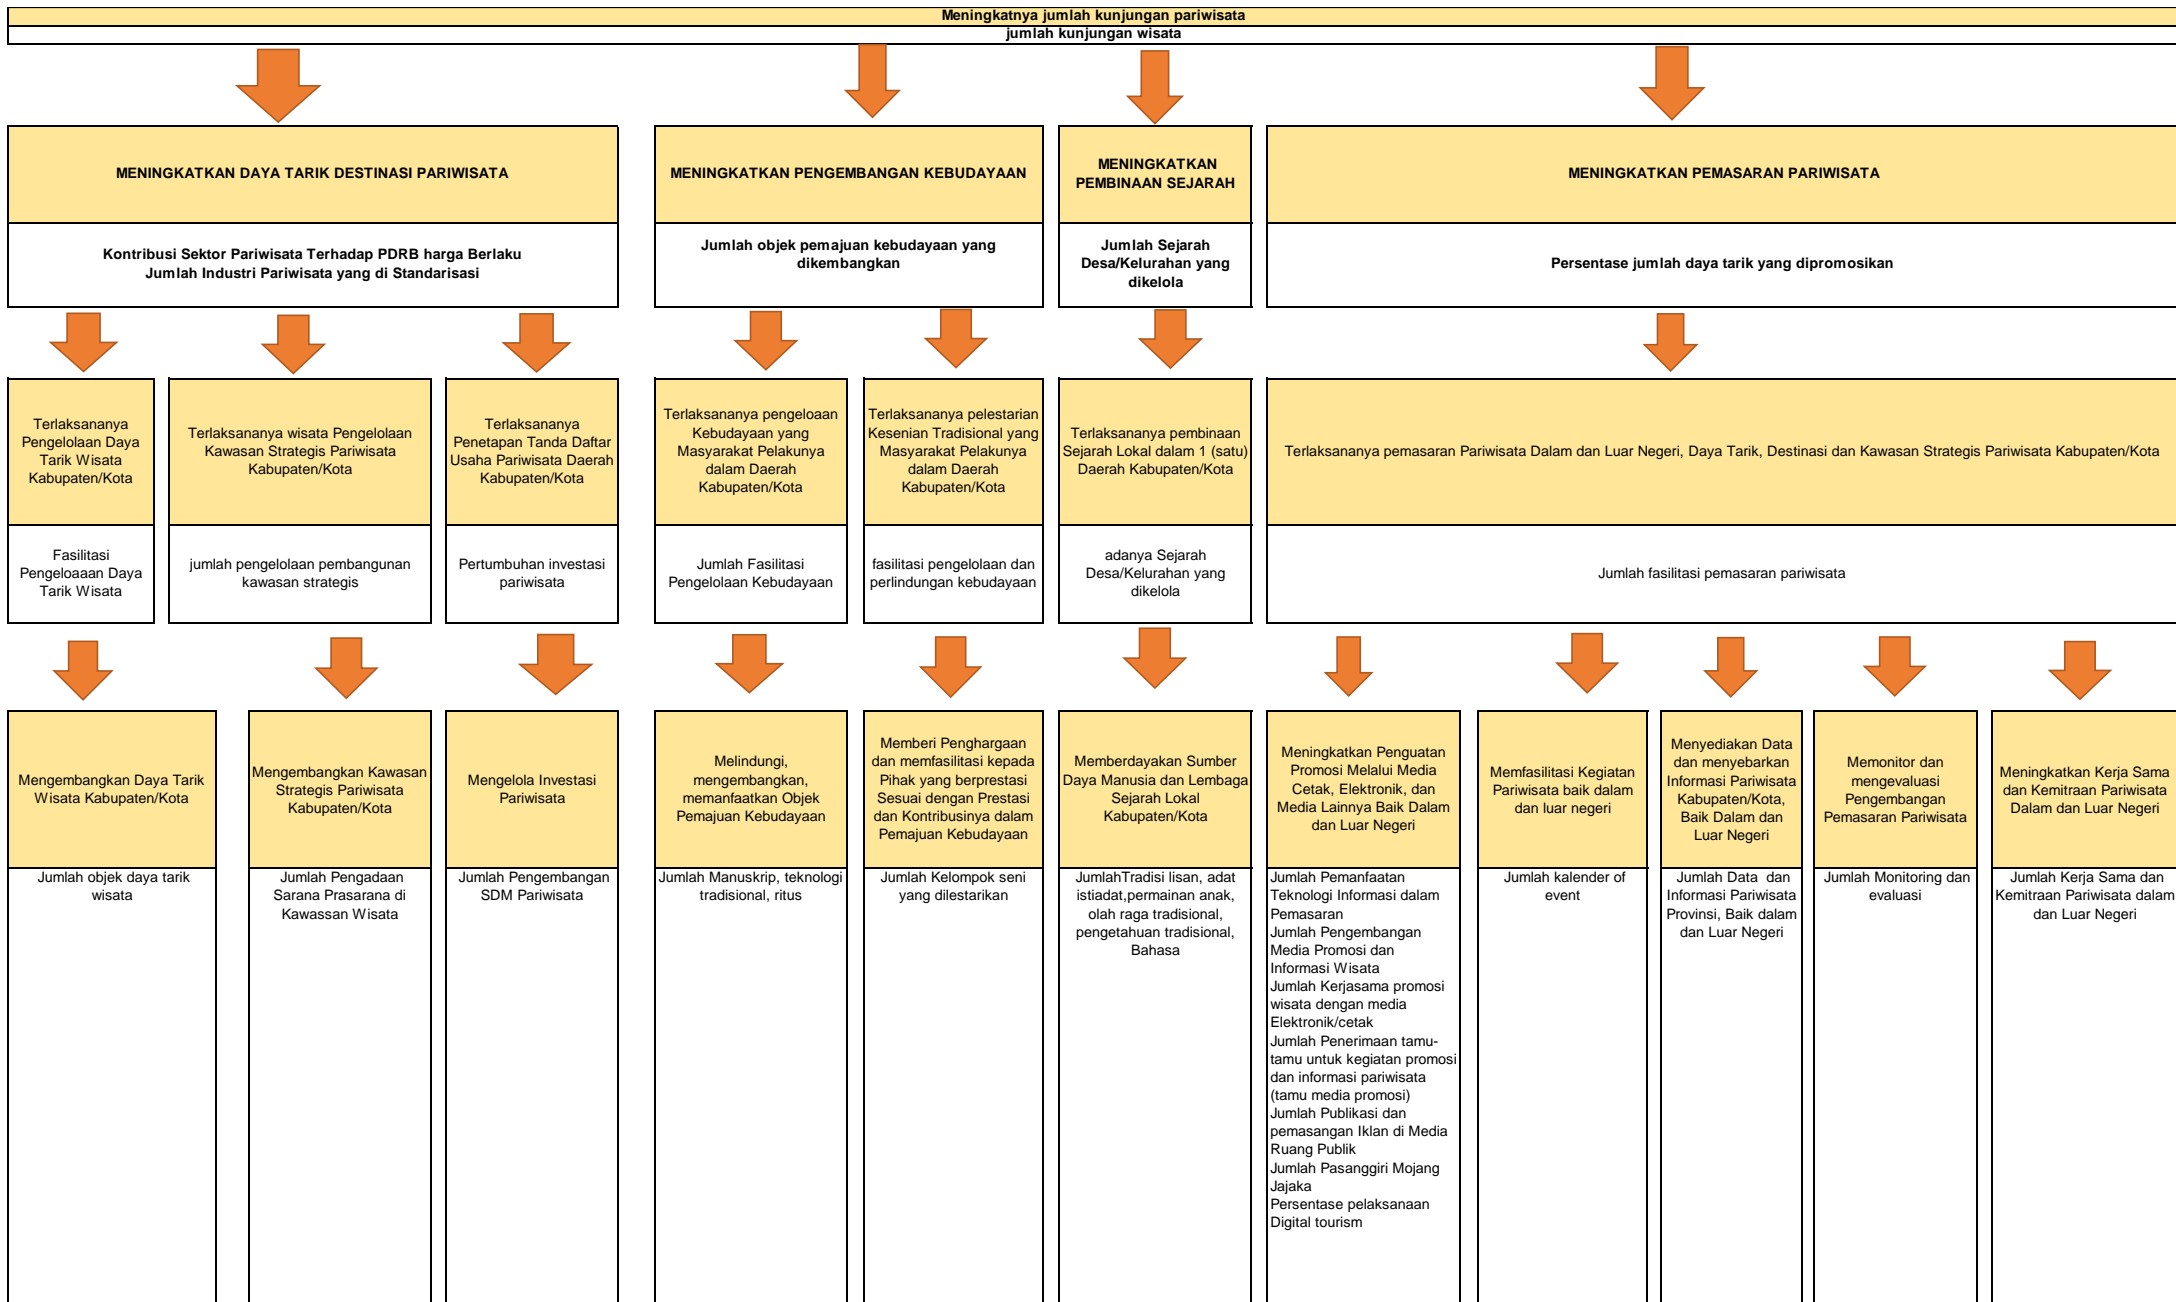 Meningkatnya jumlah kunjungan pariwisata
jumlah kunjungan wisata
MENINGKATKAN DAYA TARIK DESTINASI PARIWISATA
Kontribusi Sektor Pariwisata Terhadap PDRB harga Berlaku
Jumlah Industri Pariwisata yang di Standarisasi
MENINGKATKAN PENGEMBANGAN KEBUDAYAAN
Jumlah objek pemajuan kebudayaan yang
dikembangkan
MENINGKATKAN
PEMBINAAN SEJARAH
Jumlah Sejarah
Desa/Kelurahan yang
dikelola
MENINGKATKAN PEMASARAN PARIWISATA
Persentase jumlah daya tarik yang dipromosikan
Terlaksananya
Pengelolaan Daya
Tarik Wisata
Kabupaten/Kota
Fasilitasi
Pengeloaaan Daya
Tarik Wisata
Terlaksananya wisata Pengelolaan
Kawasan Strategis Pariwisata
Kabupaten/Kota
jumlah pengelolaan pembangunan
kawasan strategis
Terlaksananya
Penetapan Tanda Daftar
Usaha Pariwisata Daerah
Kabupaten/Kota
Pertumbuhan investasi
pariwisata
Terlaksananya pengeloaan
Kebudayaan yang
Masyarakat Pelakunya
dalam Daerah
Kabupaten/Kota
Jumlah Fasilitasi
Pengelolaan Kebudayaan
Terlaksananya pelestarian
Kesenian Tradisional yang
Masyarakat Pelakunya
dalam Daerah
Kabupaten/Kota
fasilitasi pengelolaan dan
perlindungan kebudayaan
Terlaksananya pembinaan
Sejarah Lokal dalam 1 (satu)
Daerah Kabupaten/Kota
adanya Sejarah
Desa/Kelurahan yang
dikelola
Terlaksananya pemasaran Pariwisata Dalam dan Luar Negeri, Daya Tarik, Destinasi dan Kawasan Strategis Pariwisata Kabupaten/Kota
Jumlah fasilitasi pemasaran pariwisata
Mengembangkan Daya Tarik
Wisata Kabupaten/Kota
Jumlah objek daya tarik
wisata
Mengembangkan Kawasan
Strategis Pariwisata
Kabupaten/Kota
Jumlah Pengadaan
Sarana Prasarana di
Kawassan Wisata
Mengelola Investasi
Pariwisata
Jumlah Pengembangan
SDM Pariwisata
Melindungi,
mengembangkan,
memanfaatkan Objek
Pemajuan Kebudayaan
Jumlah Manuskrip, teknologi
tradisional, ritus
Memberi Penghargaan
dan memfasilitasi kepada
Pihak yang berprestasi
Sesuai dengan Prestasi
dan Kontribusinya dalam
Pemajuan Kebudayaan
Jumlah Kelompok seni
yang dilestarikan
Memberdayakan Sumber
Daya Manusia dan Lembaga
Sejarah Lokal
Kabupaten/Kota
JumlahTradisi lisan, adat
istiadat,permainan anak,
olah raga tradisional,
pengetahuan tradisional,
Bahasa
Meningkatkan Penguatan
Promosi Melalui Media
Cetak, Elektronik, dan
Media Lainnya Baik Dalam
dan Luar Negeri
Jumlah Pemanfaatan
Teknologi Informasi dalam
Pemasaran
Jumlah Pengembangan
Media Promosi dan
Informasi Wisata
Jumlah Kerjasama promosi
wisata dengan media
Elektronik/cetak
Jumlah Penerimaan tamu-
tamu untuk kegiatan promosi
dan informasi pariwisata
(tamu media promosi)
Jumlah Publikasi dan
pemasangan Iklan di Media
Ruang Publik
Jumlah Pasanggiri Mojang
Jajaka
Persentase pelaksanaan
Digital tourism
Memfasilitasi Kegiatan
Pariwisata baik dalam
dan luar negeri
Jumlah kalender of
event
Menyediakan Data
dan menyebarkan
Informasi Pariwisata
Kabupaten/Kota,
Baik Dalam dan
Luar Negeri
Jumlah Data  dan
Informasi Pariwisata
Provinsi, Baik dalam
dan Luar Negeri
Memonitor dan
mengevaluasi
Pengembangan
Pemasaran Pariwisata
Jumlah Monitoring dan
evaluasi
Meningkatkan Kerja Sama
dan Kemitraan Pariwisata
Dalam dan Luar Negeri
Jumlah Kerja Sama dan
Kemitraan Pariwisata dalam
dan Luar Negeri